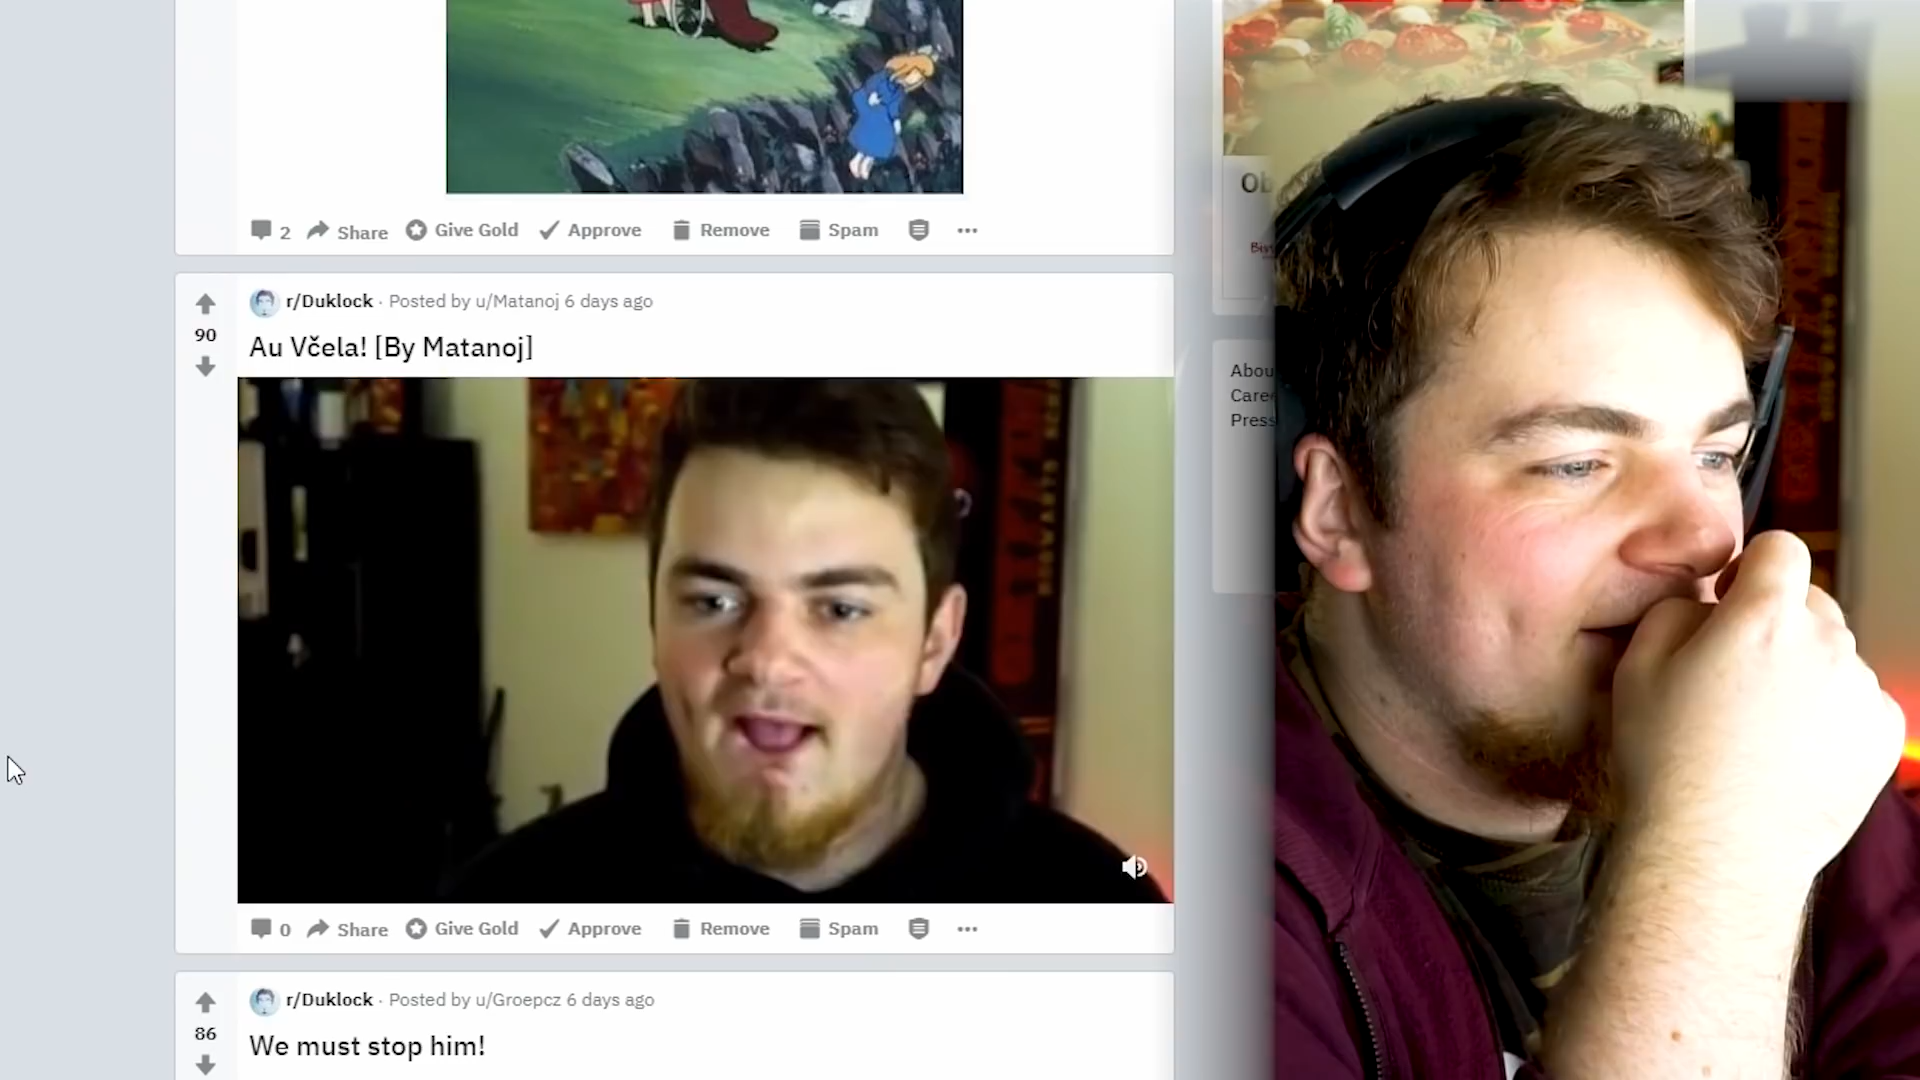 2 Share Give Gold Approve Remove Spam
r/Duklock · Posted by u/Matanoj 6 days ago
90
Au Včela! [By Matanoj]
0 Share Give Gold Approve Remove Spam
r/Duklock · Posted by u/Groepcz 6 days ago
86
We must stop him!
Press